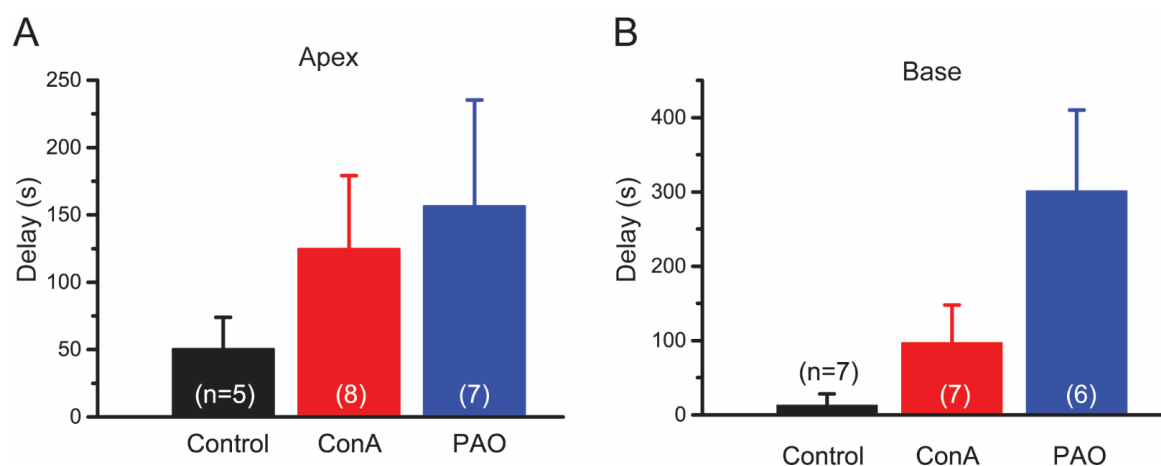 A
Apex
Delay (s)
250
200
150
100
50
0
(n=5)
(8)
(7)
Control
ConA
PAO
B
Base
Delay (s)
400
300
200
100
0
(n=7)
(7)
(6)
Control
ConA
PAO